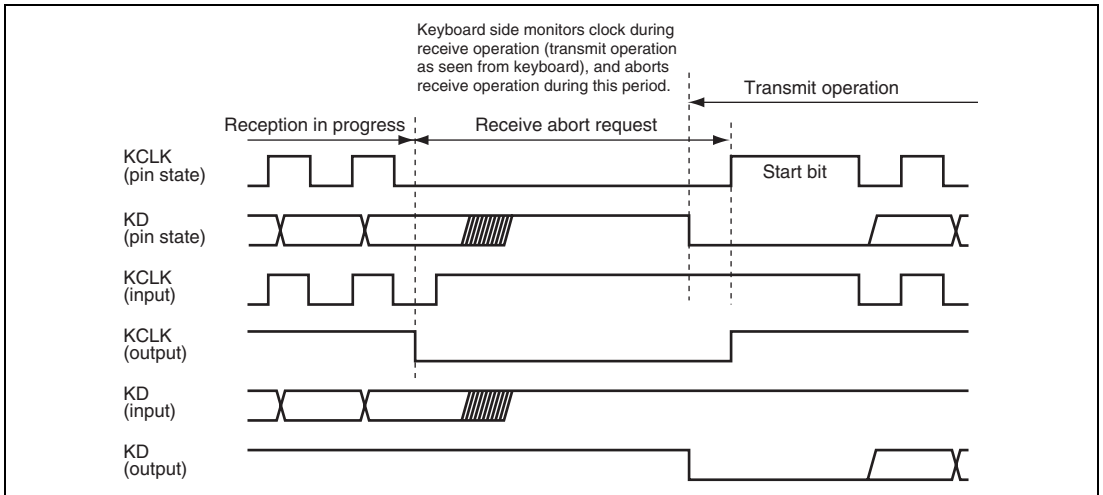 Keyboard side monitors clock during
receive operation (transmit operation
as seen from keyboard), and aborts
receive operation during this period.
Transmit operation
Reception in progress
Receive abort request
KCLK
(pin state)
Start bit
KD
(pin state)
KCLK
(input)
KCLK
(output)
KD
(input)
KD
(output)